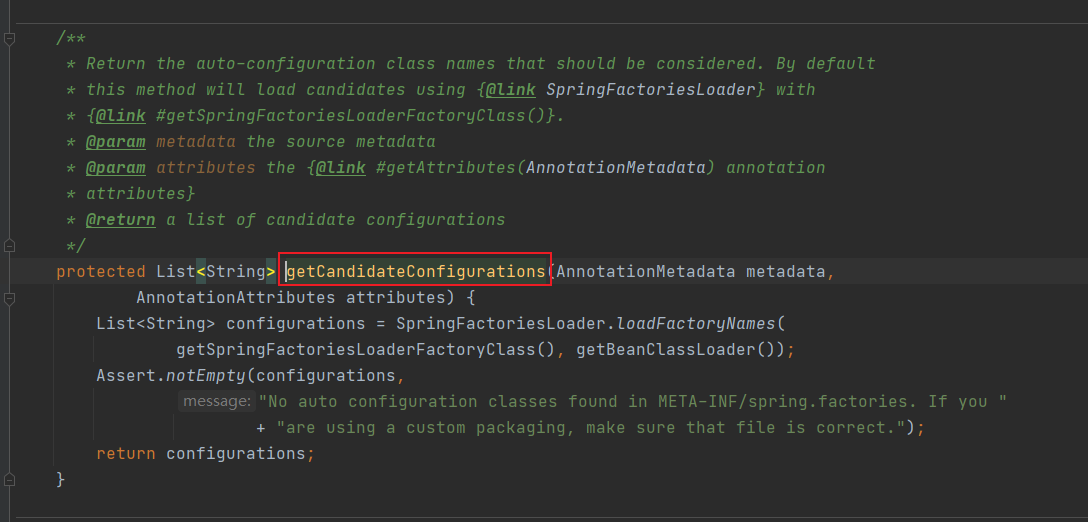 /**
* Return the auto-configuration class names that should be considered. By default
* this method will load candidates using {@link SpringFactoriesLoader} with
* {@link #getSpringFactoriesLoaderFactoryClass()}.
* @param metadata the source metadata
* @param attributes the {@link #getAttributes(AnnotationMetadata) annotation
* attributes}
* @return a list of candidate configurations
*/
protected List<String> getCandidateConfigurations(AnnotationMetadata metadata,
AnnotationAttributes attributes) {
List<String> configurations = SpringFactoriesLoader.loadFactoryNames(
getSpringFactoriesLoaderFactoryClass(), getBeanClassLoader());
Assert.notEmpty(configurations,
message: "No auto configuration classes found in META-INF/spring.factories. If you "
+ "are using a custom packaging, make sure that file is correct.");
return configurations;
}